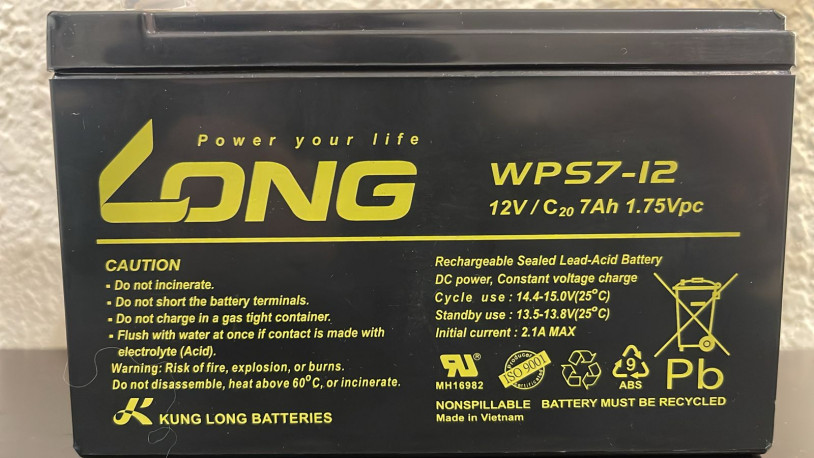 Power your life
LONG
WPS7-12
12V / C20 7Ah 1.75Vpc
CAUTION
▪ Do not incinerate.
▪ Do not short the battery terminals.
▪ Do not charge in a gas tight container.
▪ Flush with water at once if contact is made with
electrolyte (Acid).
Warning: Risk of fire, explosion, or burns.
Do not disassemble, heat above 60°C, or incinerate.
KUNG LONG BATTERIES
Rechargeable Sealed Lead-Acid Battery
DC power, Constant voltage charge
Cycle use : 14.4-15.0V(25°C)
Standby use : 13.5-13.8V(25°C)
Initial current : 2.1A MAX
RU®
MH16982
Producer
ISO 9001
Certificated
9
ABS
Pb
NONSPILLABLE BATTERY MUST BE RECYCLED
Made in Vietnam